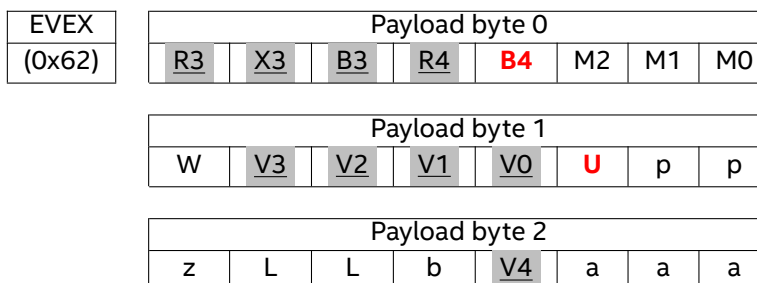 EVEX Payload byte 0
(0x62) R3 X3 B3 R4 B4 M2 M1 M0
Payload byte 1
W V3 V2 V1 V0 U p p
Payload byte 2
z L L b V4 a a a